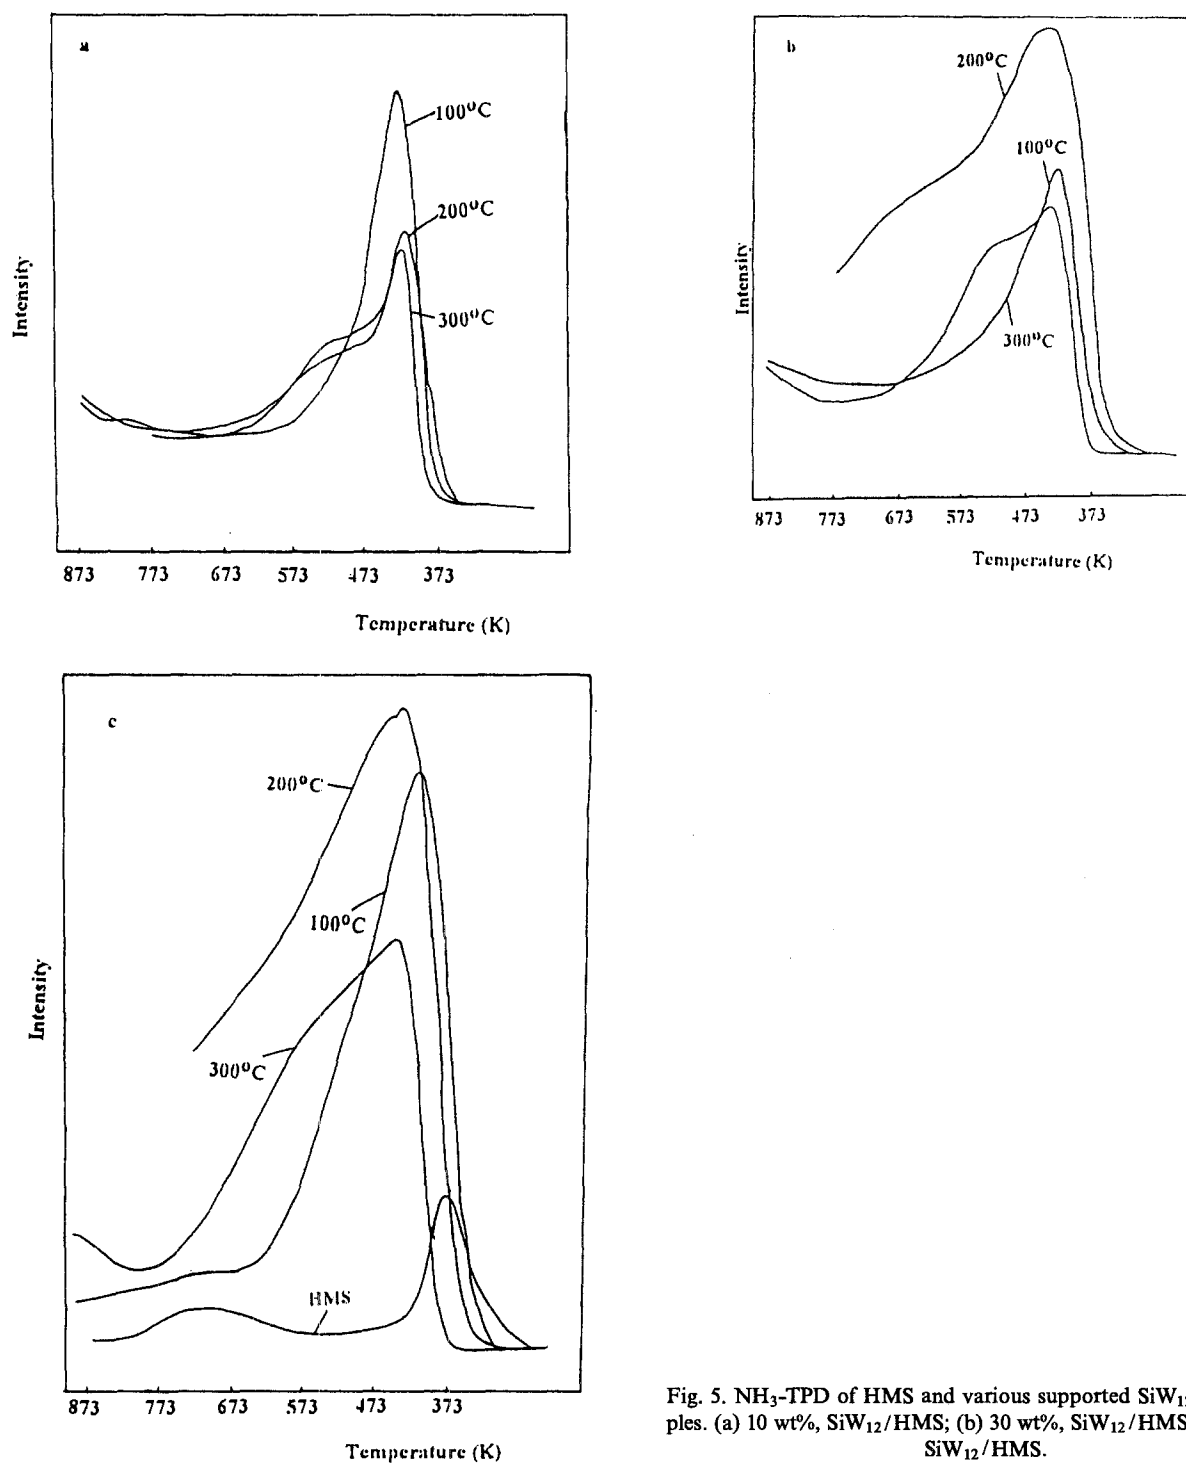 a
100°C
200°C
300°C
Intensity
873 773 673 573 473 373
Temperature (K)
b
200°C
100°C
300°C
Intensity
873 773 673 573 473 373
Temperature (K)
c
200°C
100°C
300°C
HMS
Intensity
873 773 673 573 473 373
Temperature (K)
Fig. 5. NH₃-TPD of HMS and various supported SiW₁
ples. (a) 10 wt%, SiW₁₂/HMS; (b) 30 wt%, SiW₁₂/HMS
SiW₁₂/HMS.